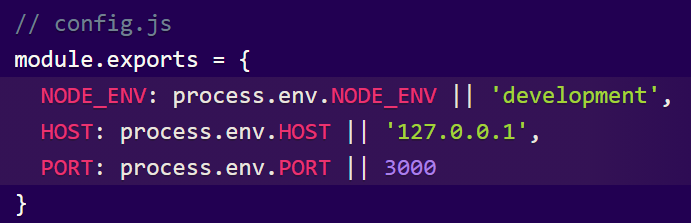 // config.js
module.exports = {
  NODE_ENV: process.env.NODE_ENV || 'development',
  HOST: process.env.HOST || '127.0.0.1',
  PORT: process.env.PORT || 3000
}